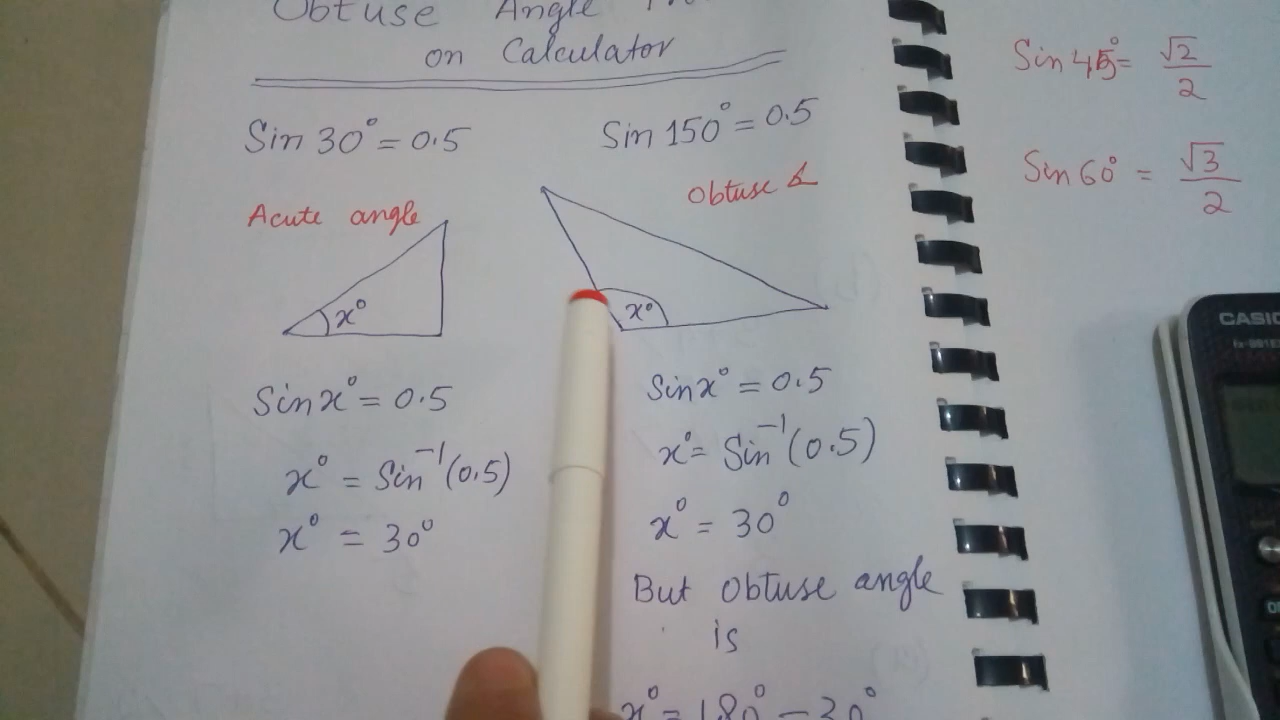 Obtuse Angle
on Calculator
Sin 30° = 0.5
Sin 150° = 0.5
Acute angle
Obtuse ∡
x°
x°
Sin x° = 0.5
x° = Sin⁻¹(0.5)
x° = 30°
Sin x° = 0.5
x° = Sin⁻¹(0.5)
x° = 30°
But obtuse angle
is
x° = 180° - 30°
Sin 45° = √2/2
Sin 60° = √3/2
CASIO